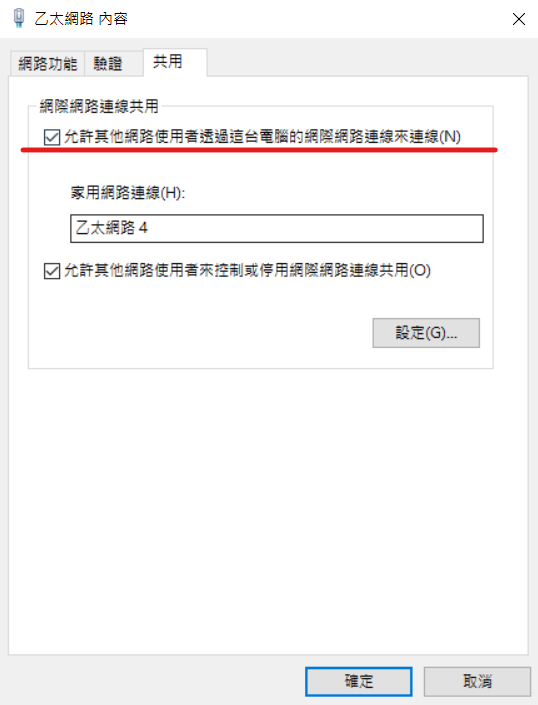 乙太網路 內容
網路功能 驗證 共用
網際網路連線共用
允許其他網路使用者透過這台電腦的網際網路連線來連線(N)
家用網路連線(H):
乙太網路 4
允許其他網路使用者來控制或停用網際網路連線共用(O)
設定(G)...
確定 取消